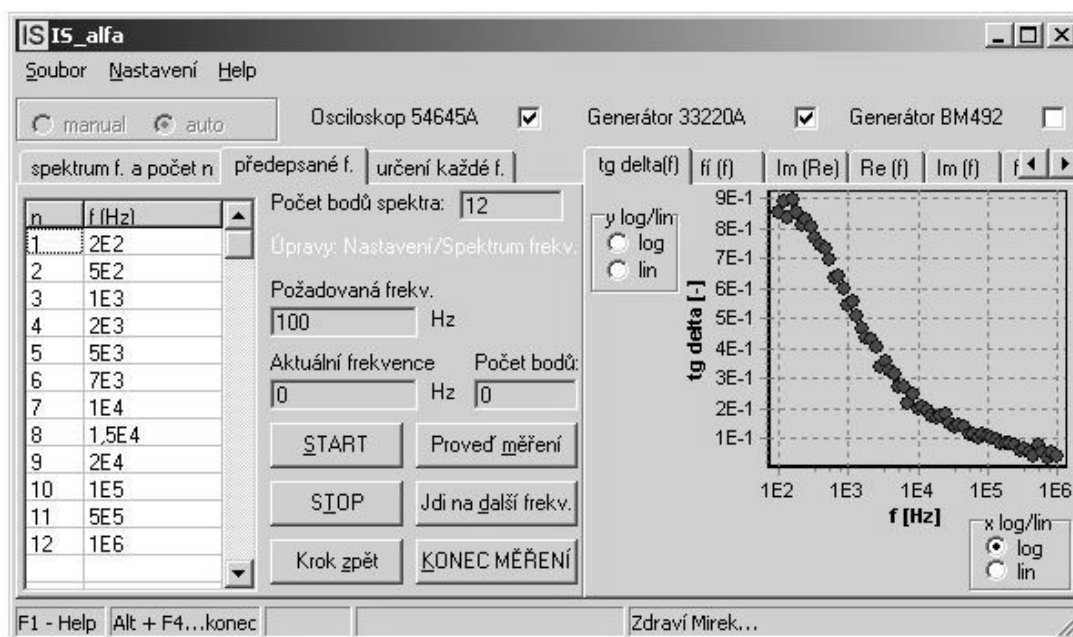 IS IS_alfa
Soubor Nastavení Help
manual auto
Osciloskop 54645A
Generátor 33220A
Generátor BM492
spektrum f. a počet n
předepsané f.
určení každé f.
n f (Hz)
1 2E2
2 5E2
3 1E3
4 2E3
5 5E3
6 7E3
7 1E4
8 1,5E4
9 2E4
10 1E5
11 5E5
12 1E6
Počet bodů spektra: 12
Úpravy: Nastavení/Spektrum frekv.
Požadovaná frekv.
100 Hz
Aktuální frekvence
0 Hz
Počet bodů:
0
START
Proveď měření
STOP
Jdi na další frekv.
Krok zpět
KONEC MĚŘENÍ
tg delta(f)
fí (f)
Im (Re)
Re (f)
Im (f)
f
y log/lin
log
lin
tg delta [-]
9E-1
8E-1
7E-1
6E-1
5E-1
4E-1
3E-1
2E-1
1E-1
1E2 1E3 1E4 1E5 1E6
f [Hz]
x log/lin
log
lin
F1 - Help
Alt + F4...konec
Zdraví Mirek...